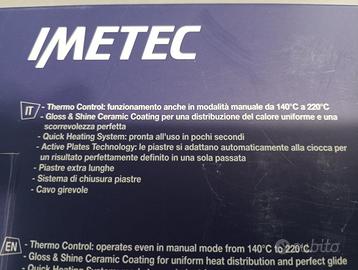 IMETEC
IT
- Thermo Control: funzionamento anche in modalità manuale da 140°C a 220°C
- Gloss & Shine Ceramic Coating per una distribuzione del calore uniforme e una
scorrevolezza perfetta
- Quick Heating System: pronta all'uso in pochi secondi
- Active Plates Technology: le piastre si adattano automaticamente alla ciocca per
un risultato perfettamente definito in una sola passata
- Piastre extra lunghe
- Sistema di chiusura piastre
- Cavo girevole
EN
- Thermo Control: operates even in manual mode from 140°C to 220°C.
- Gloss & Shine Ceramic Coating for uniform heat distribution and perfect glide
- Quick Heating System
subito